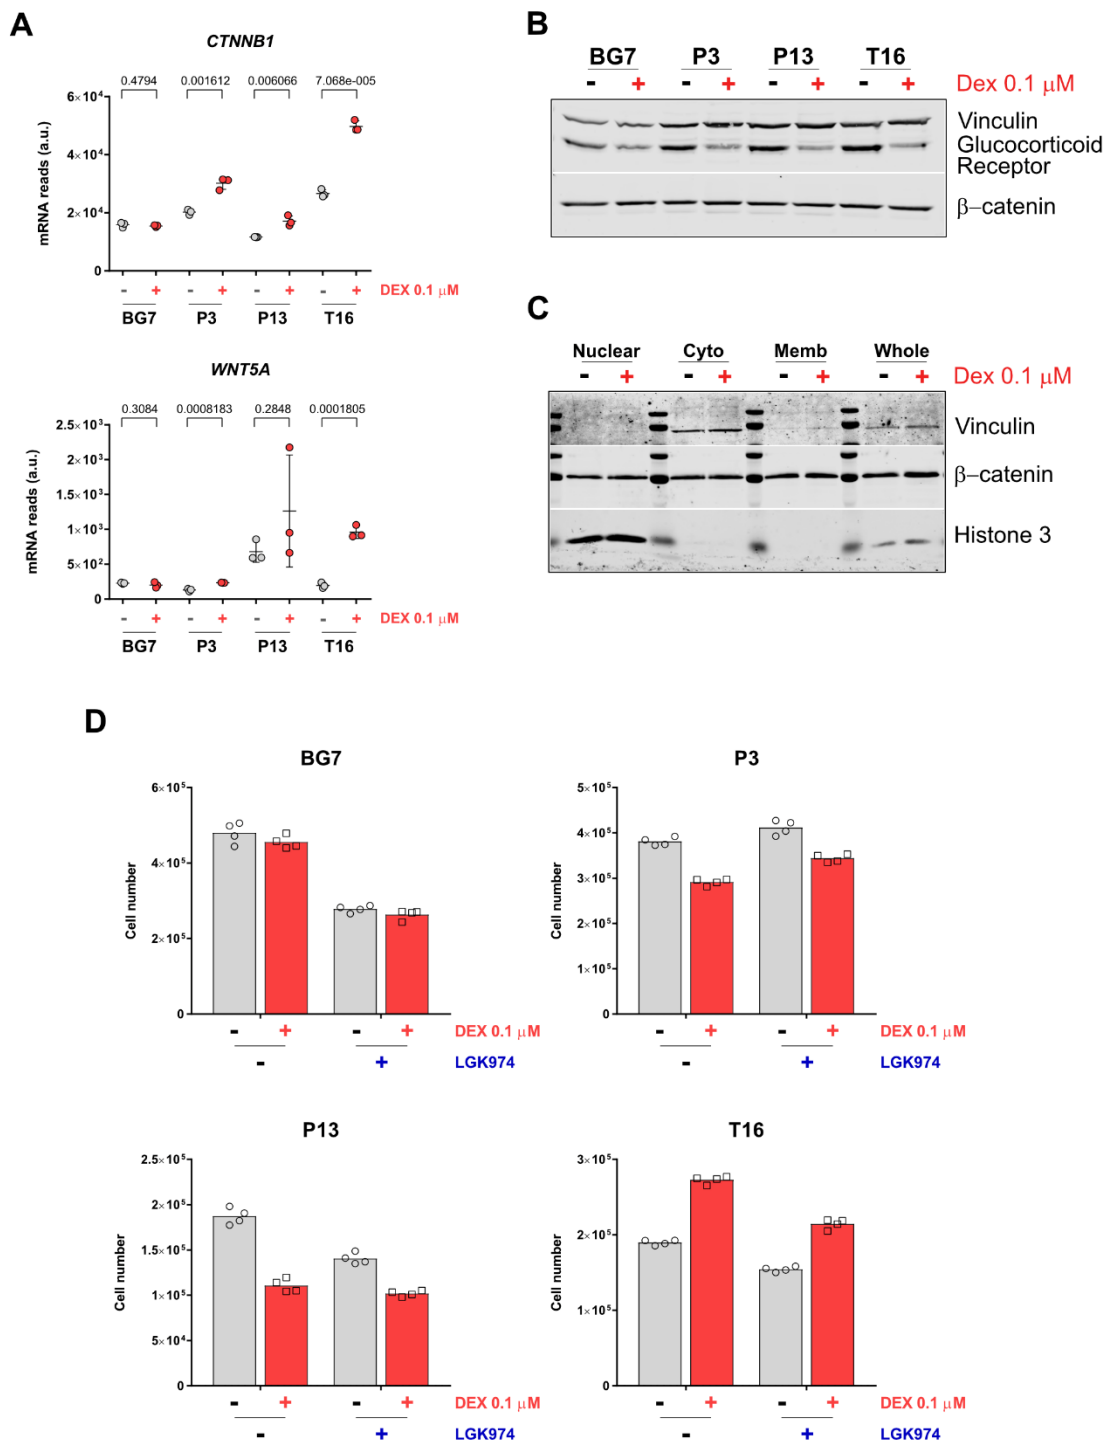 A
CTNNB1
0.4794 0.001612 0.006066 7.068e-005
mRNA reads (a.u.)
6×10⁴
4×10⁴
2×10⁴
0
- + - + - + - + DEX 0.1 μM
BG7 P3 P13 T16
WNT5A
0.3084 0.0008183 0.2848 0.0001805
mRNA reads (a.u.)
2.5×10³
2×10³
1.5×10³
1×10³
5×10²
0
- + - + - + - + DEX 0.1 μM
BG7 P3 P13 T16
B
BG7 P3 P13 T16
- + - + - + - + Dex 0.1 μM
Vinculin
Glucocorticoid
Receptor
β–catenin
C
Nuclear Cyto Memb Whole
- + - + - + - + Dex 0.1 μM
Vinculin
β–catenin
Histone 3
D
BG7
Cell number
6×10⁵
4×10⁵
2×10⁵
0
- + - + DEX 0.1 μM
- + LGK974
P3
Cell number
5×10⁵
4×10⁵
3×10⁵
2×10⁵
1×10⁵
0
- + - + DEX 0.1 μM
- + LGK974
P13
Cell number
2.5×10⁵
2×10⁵
1.5×10⁵
1×10⁵
5×10⁴
0
- + - + DEX 0.1 μM
- + LGK974
T16
Cell number
3×10⁵
2×10⁵
1×10⁵
0
- + - + DEX 0.1 μM
- + LGK974